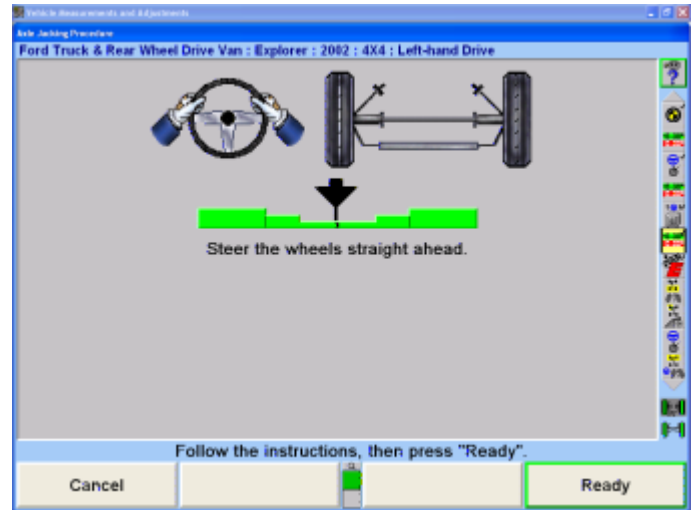 Vehicle Measurements and Adjustments
Axle Jacking Procedure
Ford Truck & Rear Wheel Drive Van : Explorer : 2002 : 4X4 : Left-hand Drive
Steer the wheels straight ahead.
Follow the instructions, then press "Ready".
Cancel
Ready